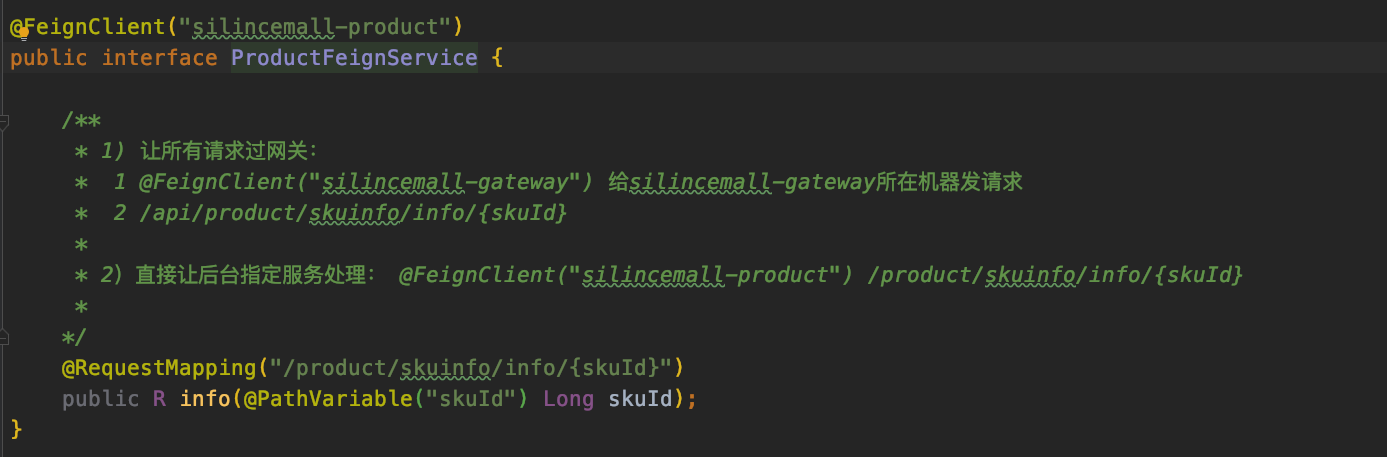 @FeignClient("silincemall-product")
public interface ProductFeignService {
/**
* 1) 让所有请求过网关：
* 1 @FeignClient("silincemall-gateway") 给silincemall-gateway所在机器发请求
* 2 /api/product/skuinfo/info/{skuId}
*
* 2）直接让后台指定服务处理： @FeignClient("silincemall-product") /product/skuinfo/info/{skuId}
*
*/
@RequestMapping("/product/skuinfo/info/{skuId}")
public R info(@PathVariable("skuId") Long skuId);
}